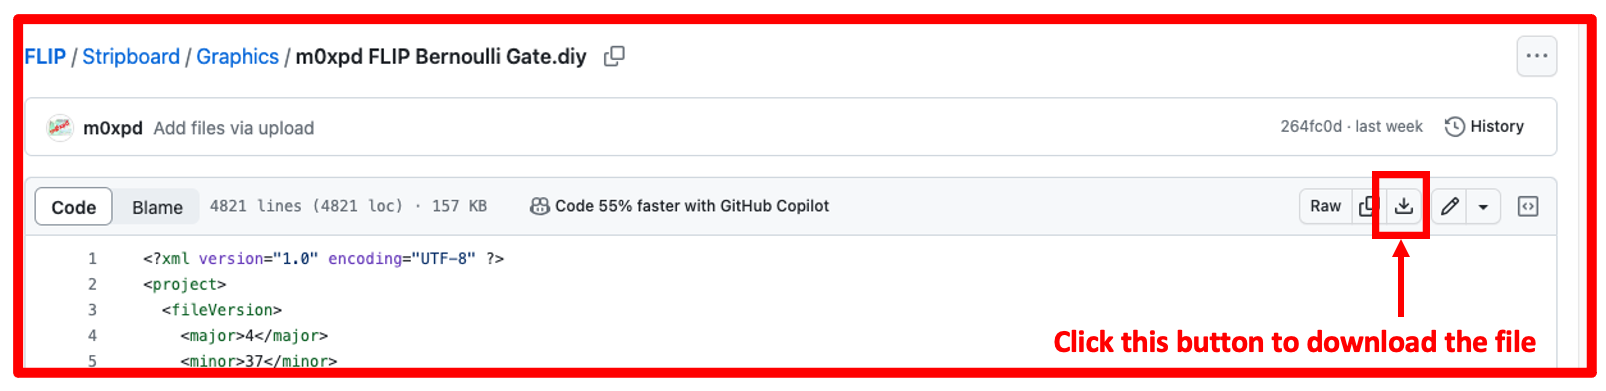 FLIP / Stripboard / Graphics / m0xpd FLIP Bernoulli Gate.diy
m0xpd Add files via upload
264fc0d · last week History
Code Blame 4821 lines (4821 loc) · 157 KB Code 55% faster with GitHub Copilot Raw
1 <?xml version="1.0" encoding="UTF-8" ?>
2 <project>
3 <fileVersion>
4 <major>4</major>
5 <minor>37</minor>
Click this button to download the file